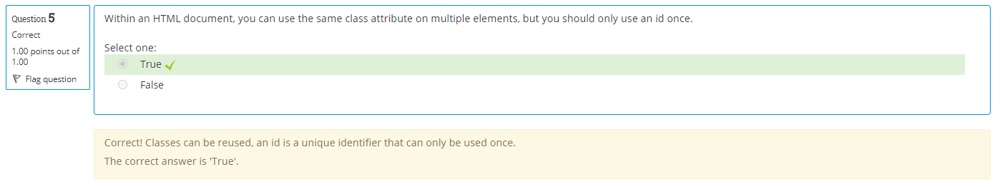 Question 5
Correct
1.00 points out of
1.00
Flag question
Within an HTML document, you can use the same class attribute on multiple elements, but you should only use an id once.
Select one:
True
False
Correct! Classes can be reused, an id is a unique identifier that can only be used once.
The correct answer is 'True'.